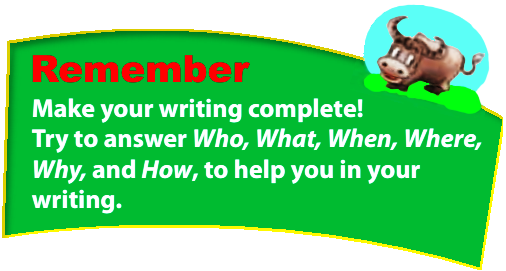 Remember
Make your writing complete!
Try to answer Who, What, When, Where,
Why, and How, to help you in your
writing.